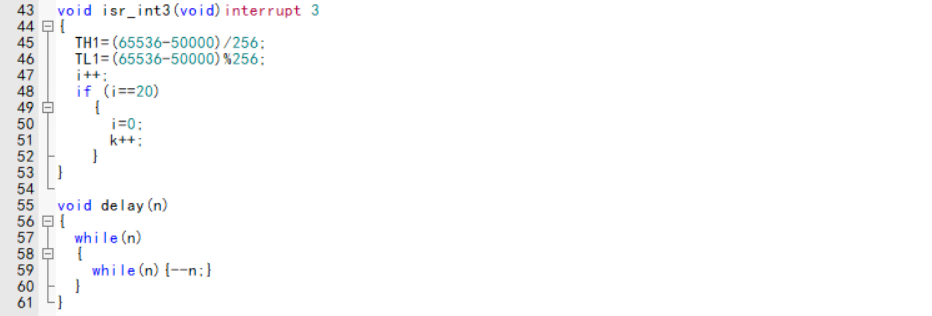 43 void isr_int3(void)interrupt 3
44 {
45 TH1=(65536-50000)/256;
46 TL1=(65536-50000)%256;
47 i++;
48 if (i==20)
49 {
50 i=0;
51 k++;
52 }
53 }
54
55 void delay(n)
56 {
57 while(n)
58 {
59 while(n){--n;}
60 }
61 }